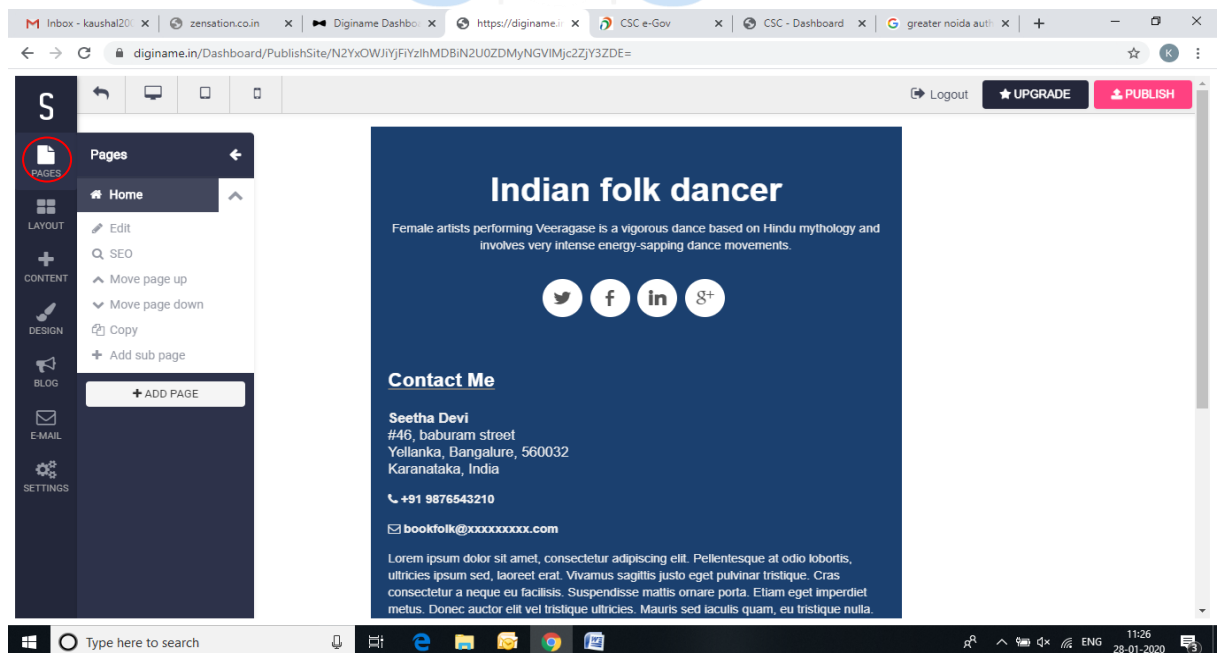 Inbox - kaushal20
zensation.co.in
Diginame Dashbo
https://diginame.i
CSC e-Gov
CSC - Dashboard
greater noida auth
diginame.in/Dashboard/PublishSite/N2YxOWJiYjFiYzlhMDBiN2U0ZDMyNGVlMjc2ZjY3ZDE=
K
S
Logout
UPGRADE
PUBLISH
PAGES
LAYOUT
CONTENT
DESIGN
BLOG
E-MAIL
SETTINGS
Pages
Home
Edit
SEO
Move page up
Move page down
Copy
Add sub page
+ ADD PAGE
Indian folk dancer
Female artists performing Veeragase is a vigorous dance based on Hindu mythology and
involves very intense energy-sapping dance movements.
Contact Me
Seetha Devi
#46, baburam street
Yellanka, Bangalure, 560032
Karanataka, India
+91 9876543210
bookfolk@xxxxxxxxx.com
Lorem ipsum dolor sit amet, consectetur adipiscing elit. Pellentesque at odio lobortis,
ultricies ipsum sed, laoreet erat. Vivamus sagittis justo eget pulvinar tristique. Cras
consectetur a neque eu facilisis. Suspendisse mattis ornare porta. Etiam eget imperdiet
metus. Donec auctor elit vel tristique ultricies. Mauris sed iaculis quam, eu tristique nulla.
Type here to search
ENG
11:26
28-01-2020
3